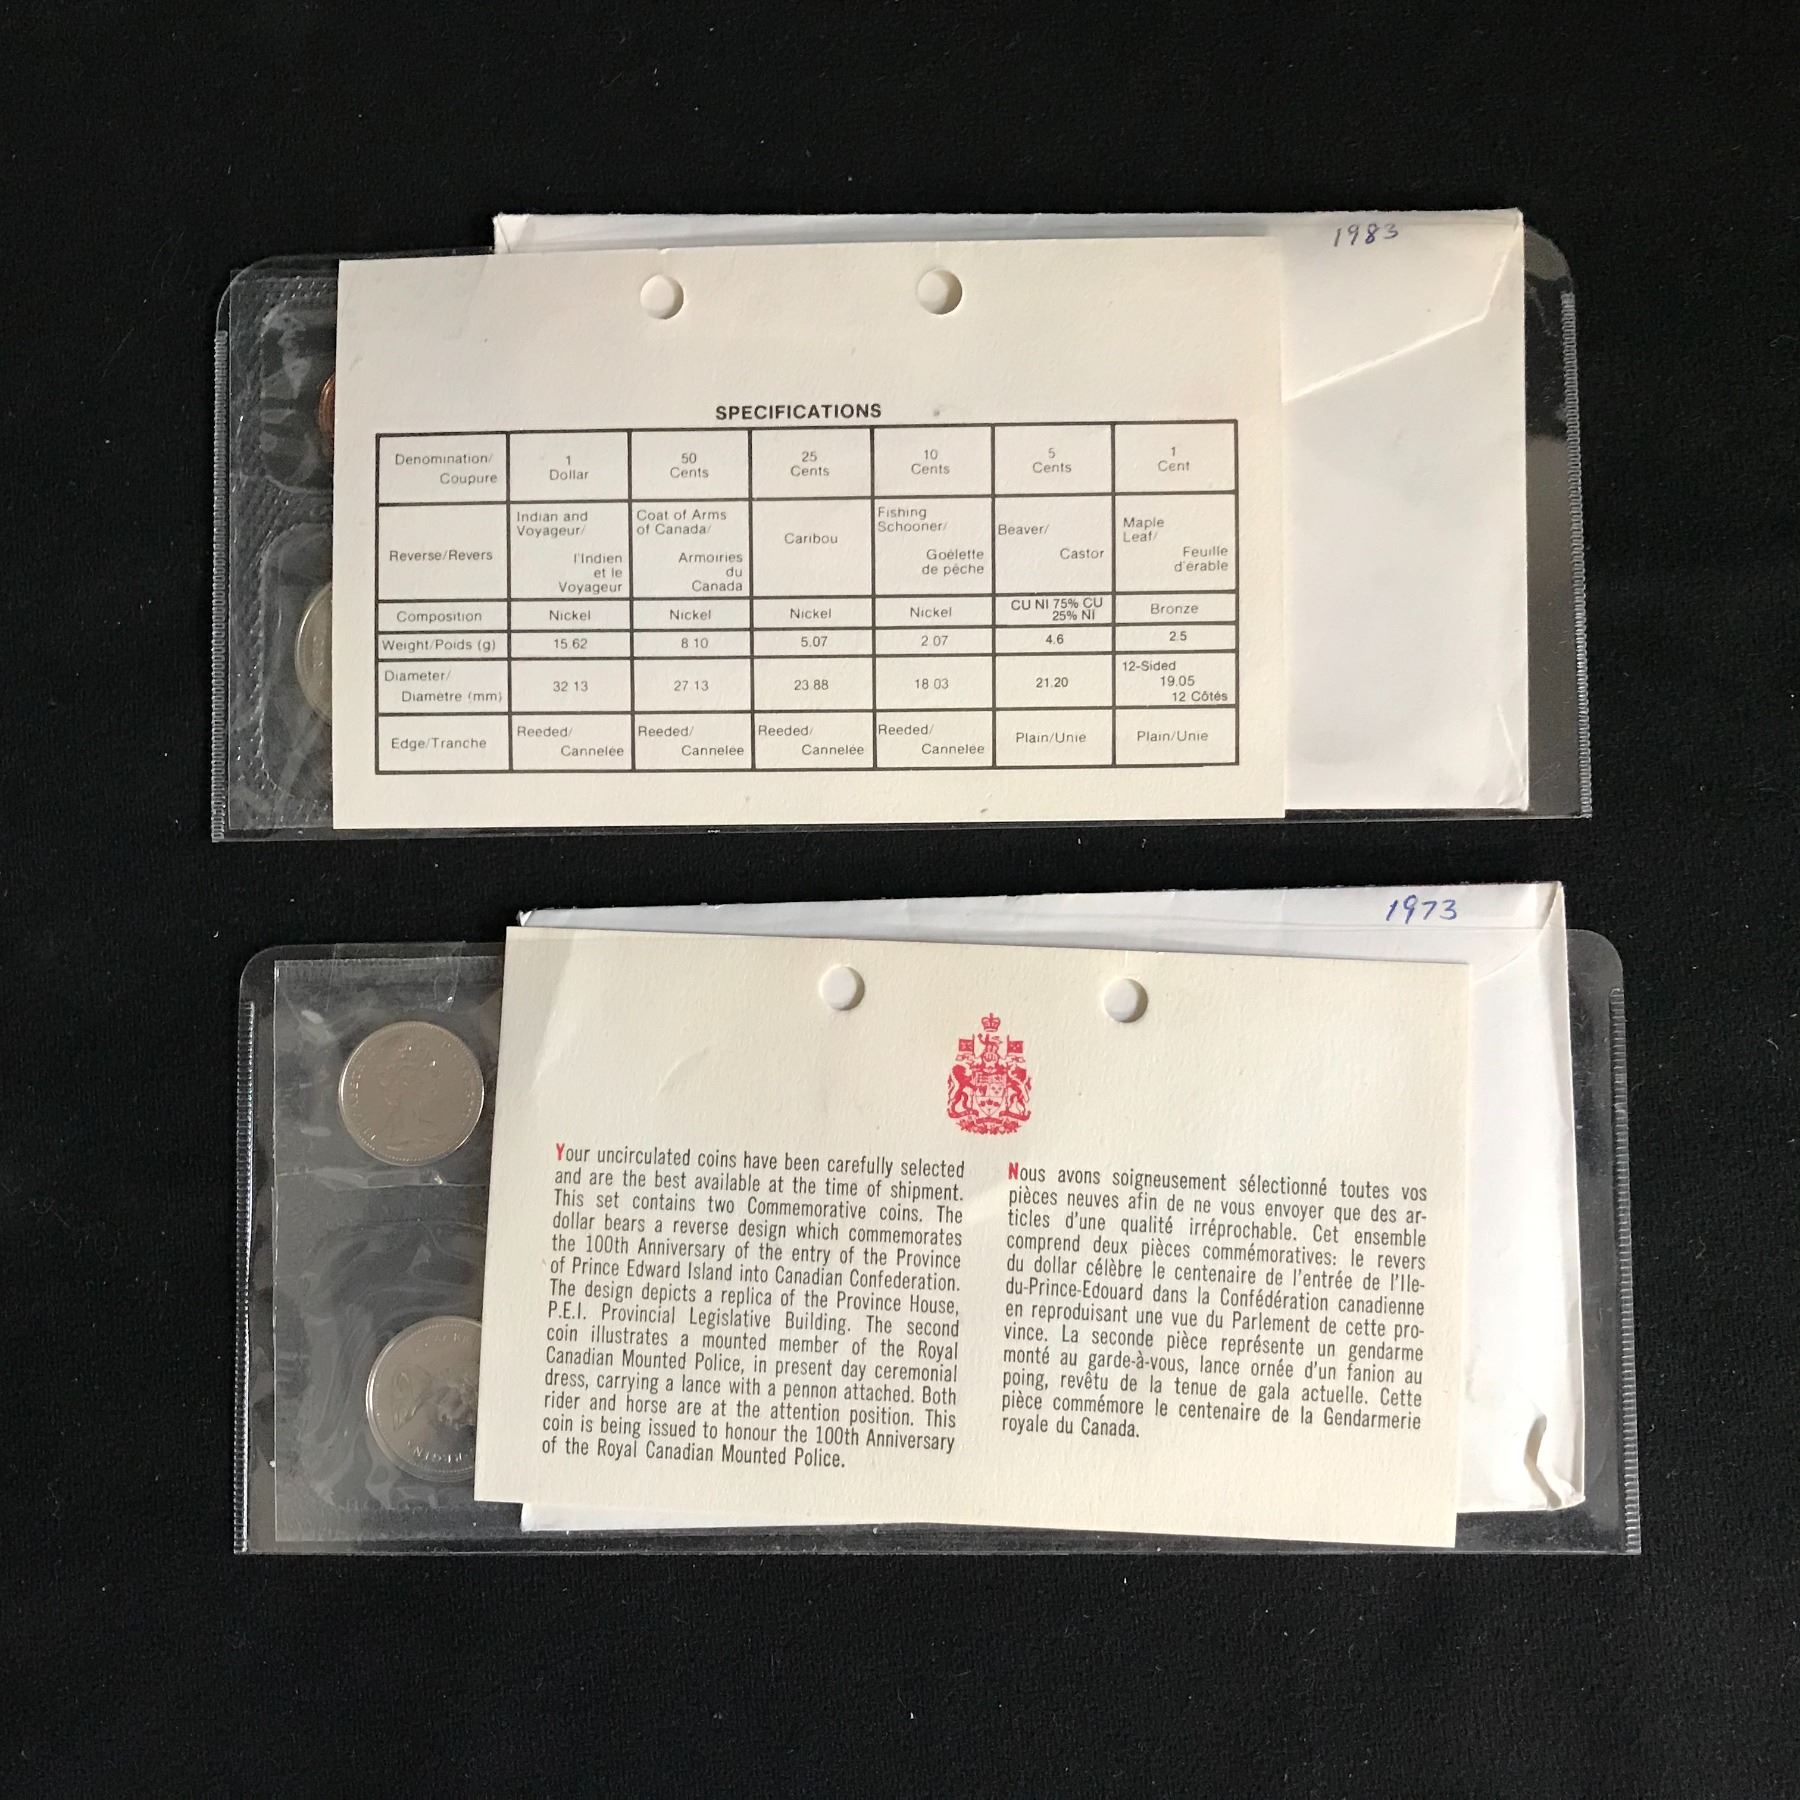 1983
SPECIFICATIONS
Denomination/ Coupure 1 Dollar 50 Cents 25 Cents 10 Cents 5 Cents 1 Cent
Reverse/Revers Indian and Voyageur/ l'Indien et le Voyageur Coat of Arms of Canada/ Armoiries du Canada Caribou Fishing Schooner/ Goélette de pêche Beaver/ Castor Maple Leaf/ Feuille d'érable
Composition Nickel Nickel Nickel Nickel CU NI 75% CU 25% NI Bronze
Weight/Poids (g) 15.62 8 10 5.07 2 07 4.6 2.5
Diameter/ Diamètre (mm) 32 13 27 13 23.88 18 03 21.20 12-Sided 19.05 12 Côtés
Edge/Tranche Reeded/ Cannelée Reeded/ Cannelée Reeded/ Cannelée Reeded/ Cannelée Plain/Unie Plain/Unie
1973
Your uncirculated coins have been carefully selected
and are the best available at the time of shipment.
This set contains two Commemorative coins. The
dollar bears a reverse design which commemorates
the 100th Anniversary of the entry of the Province
of Prince Edward Island into Canadian Confederation.
The design depicts a replica of the Province House,
P.E.I. Provincial Legislative Building. The second
coin illustrates a mounted member of the Royal
Canadian Mounted Police, in present day ceremonial
dress, carrying a lance with a pennon attached. Both
rider and horse are at the attention position. This
coin is being issued to honour the 100th Anniversary
of the Royal Canadian Mounted Police.
Nous avons soigneusement sélectionné toutes vos
pièces neuves afin de ne vous envoyer que des ar-
ticles d'une qualité irréprochable. Cet ensemble
comprend deux pièces commémoratives: le revers
du dollar célèbre le centenaire de l'entrée de l'Ile-
du-Prince-Edouard dans la Confédération canadienne
en reproduisant une vue du Parlement de cette pro-
vince. La seconde pièce représente un gendarme
monté au garde-à-vous, lance ornée d'un fanion au
poing, revêtu de la tenue de gala actuelle. Cette
pièce commémore le centenaire de la Gendarmerie
royale du Canada.